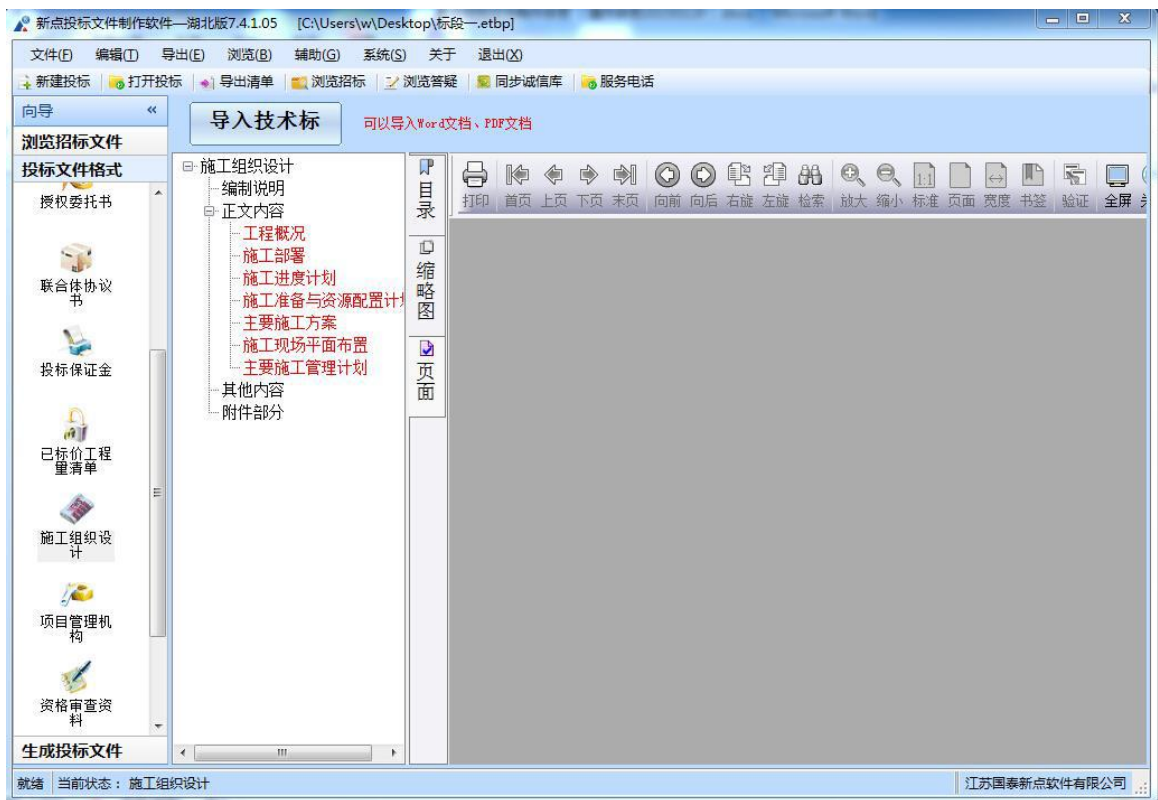 新点投标文件制作软件—湖北版7.4.1.05 [C:\Users\w\Desktop\标段一.etbp]
文件(F) 编辑(T) 导出(E) 浏览(B) 辅助(G) 系统(S) 关于 退出(X)
新建投标 打开投标 导出清单 浏览招标 浏览答疑 同步诚信库 服务电话
向导 «
浏览招标文件
投标文件格式
授权委托书
联合体协议
书
投标保证金
已标价工程
量清单
施工组织设
计
项目管理机
构
资格审查资
料
生成投标文件
导入技术标 可以导入Word文档、PDF文档
施工组织设计
编制说明
正文内容
工程概况
施工部署
施工进度计划
施工准备与资源配置计
主要施工方案
施工现场平面布置
主要施工管理计划
其他内容
附件部分
目录
缩略图
页面
打印 首页 上页 下页 末页 向前 向后 右旋 左旋 检索 放大 缩小 标准 页面 宽度 书签 验证 全屏
就绪 当前状态：施工组织设计 江苏国泰新点软件有限公司